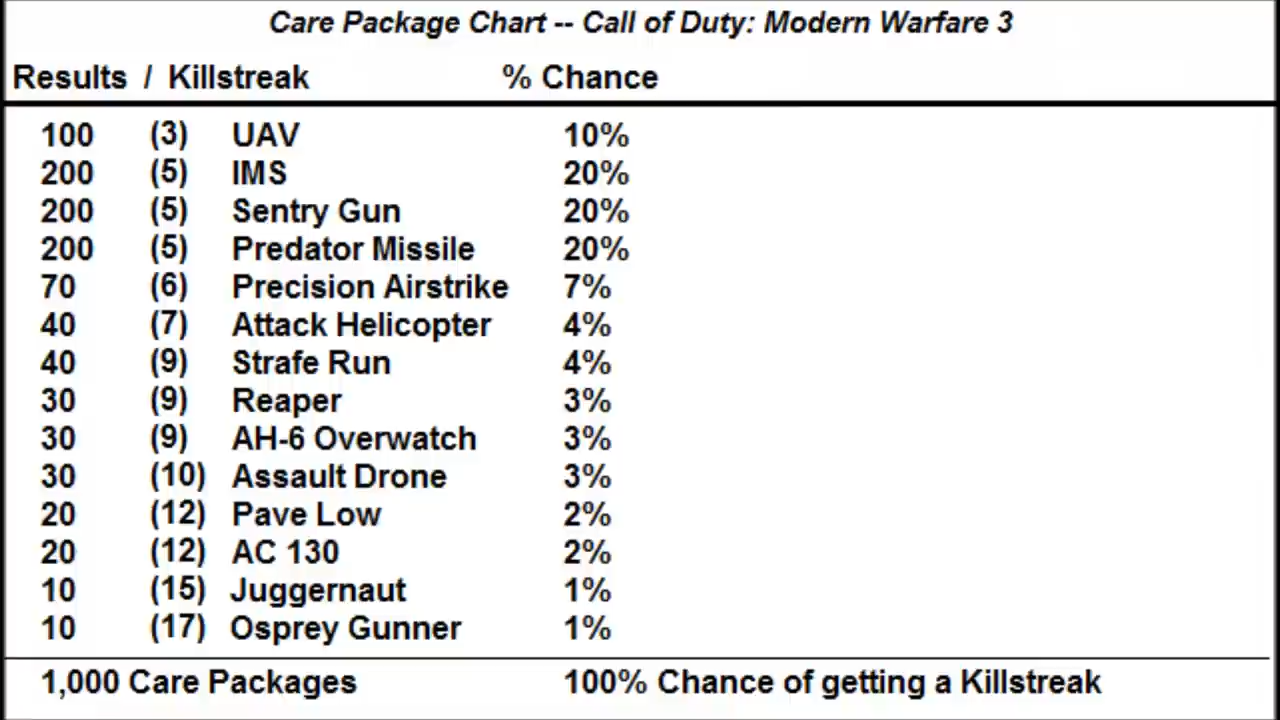 Care Package Chart -- Call of Duty: Modern Warfare 3
Results / Killstreak % Chance
100 (3) UAV 10%
200 (5) IMS 20%
200 (5) Sentry Gun 20%
200 (5) Predator Missile 20%
70 (6) Precision Airstrike 7%
40 (7) Attack Helicopter 4%
40 (9) Strafe Run 4%
30 (9) Reaper 3%
30 (9) AH-6 Overwatch 3%
30 (10) Assault Drone 3%
20 (12) Pave Low 2%
20 (12) AC 130 2%
10 (15) Juggernaut 1%
10 (17) Osprey Gunner 1%
1,000 Care Packages 100% Chance of getting a Killstreak